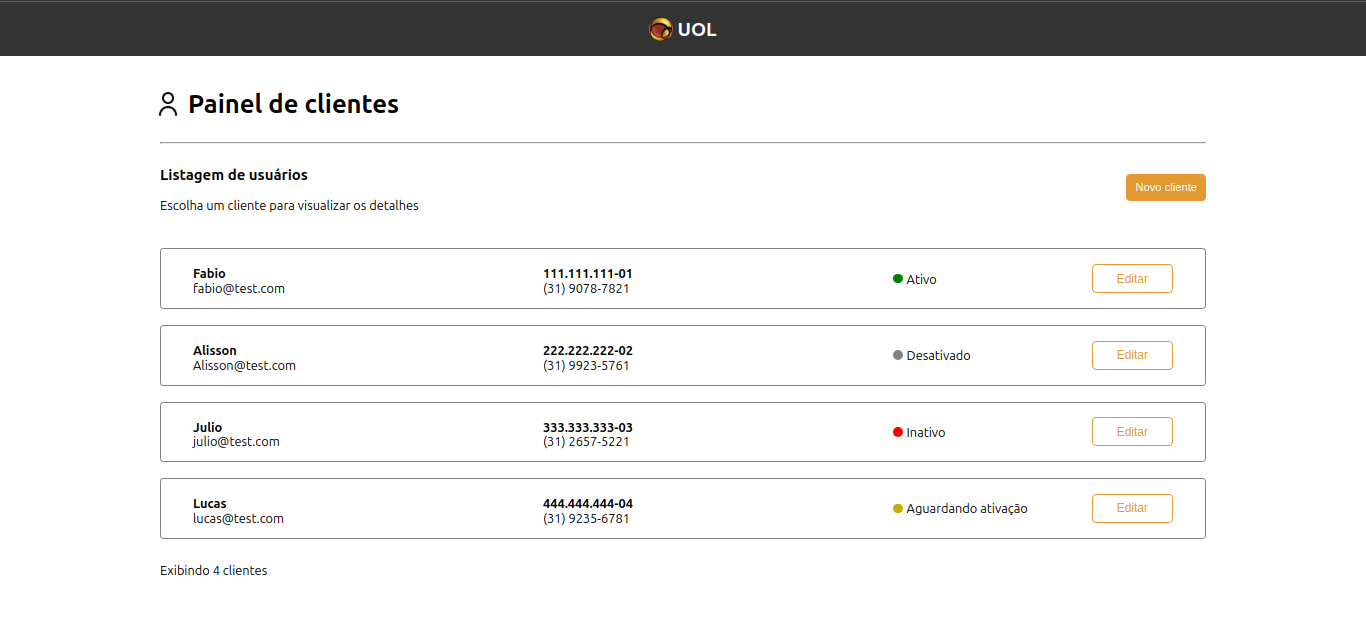 UOL
Painel de clientes
Listagem de usuários
Novo cliente
Escolha um cliente para visualizar os detalhes
Fabio 111.111.111-01
fabio@test.com (31) 9078-7821
Ativo Editar
Alisson 222.222.222-02
Alisson@test.com (31) 9923-5761
Desativado Editar
Julio 333.333.333-03
julio@test.com (31) 2657-5221
Inativo Editar
Lucas 444.444.444-04
lucas@test.com (31) 9235-6781
Aguardando ativação Editar
Exibindo 4 clientes